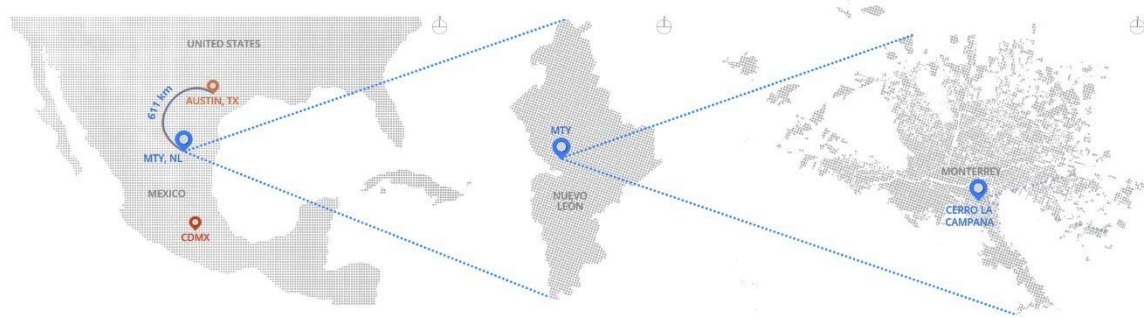 UNITED STATES
611 km
AUSTIN, TX
MTY, NL
MEXICO
CDMX
MTY
NUEVO
LEÓN
MONTERREY
CERRO LA
CAMPANA